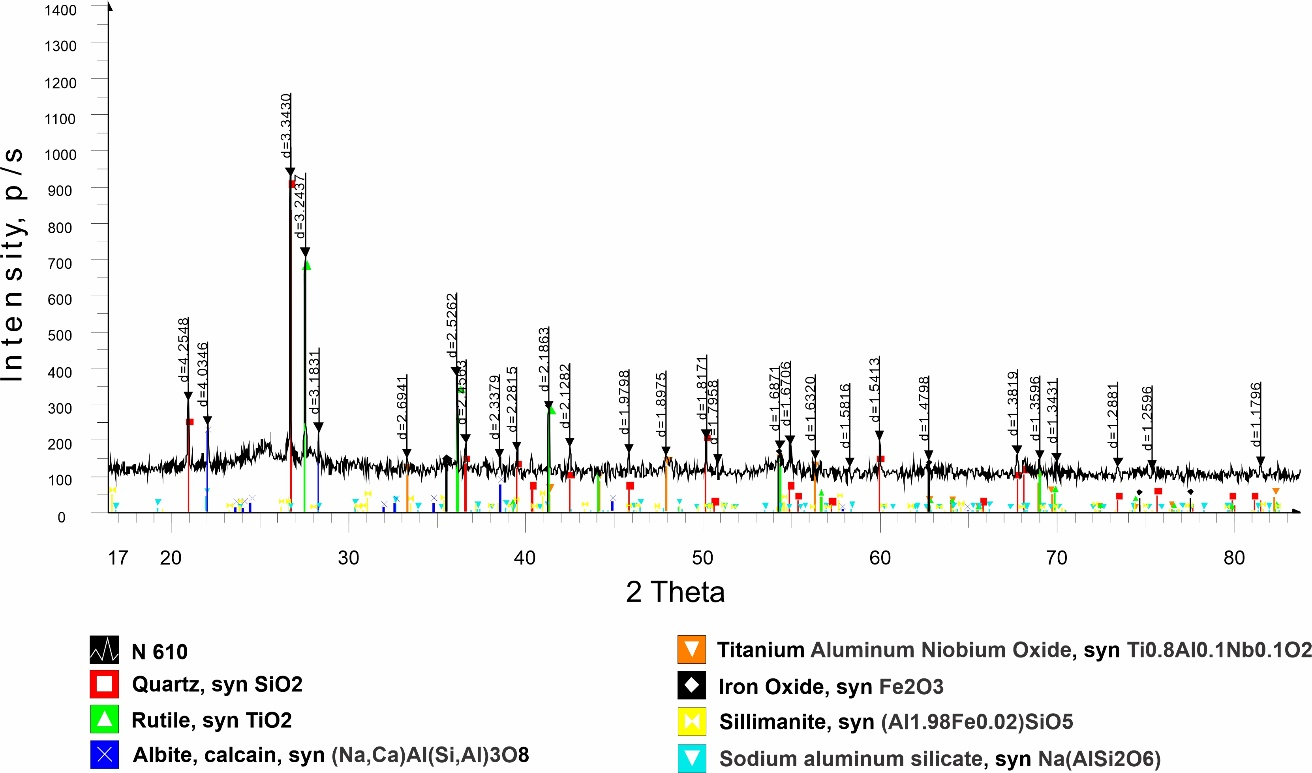 1400
1300
1200
1100
1000
900
800
700
600
500
400
300
200
100
0
Intensity, p/s
d=4.2548
d=4.0346
d=3.3430
d=3.2437
d=3.1831
d=2.6941
d=2.5262
d=2.3379
d=2.2815
d=2.1863
d=2.1282
d=1.9798
d=1.8975
d=1.8171
d=1.7958
d=1.6871
d=1.6706
d=1.6320
d=1.5816
d=1.5413
d=1.4798
d=1.3819
d=1.3596
d=1.3431
d=1.2881
d=1.2596
d=1.1796
17 20 30 40 50 60 70 80
2 Theta
N 610
Quartz, syn SiO2
Rutile, syn TiO2
Albite, calcain, syn (Na,Ca)Al(Si,Al)3O8
Titanium Aluminum Niobium Oxide, syn Ti0.8Al0.1Nb0.1O2
Iron Oxide, syn Fe2O3
Sillimanite, syn (Al1.98Fe0.02)SiO5
Sodium aluminum silicate, syn Na(AlSi2O6)